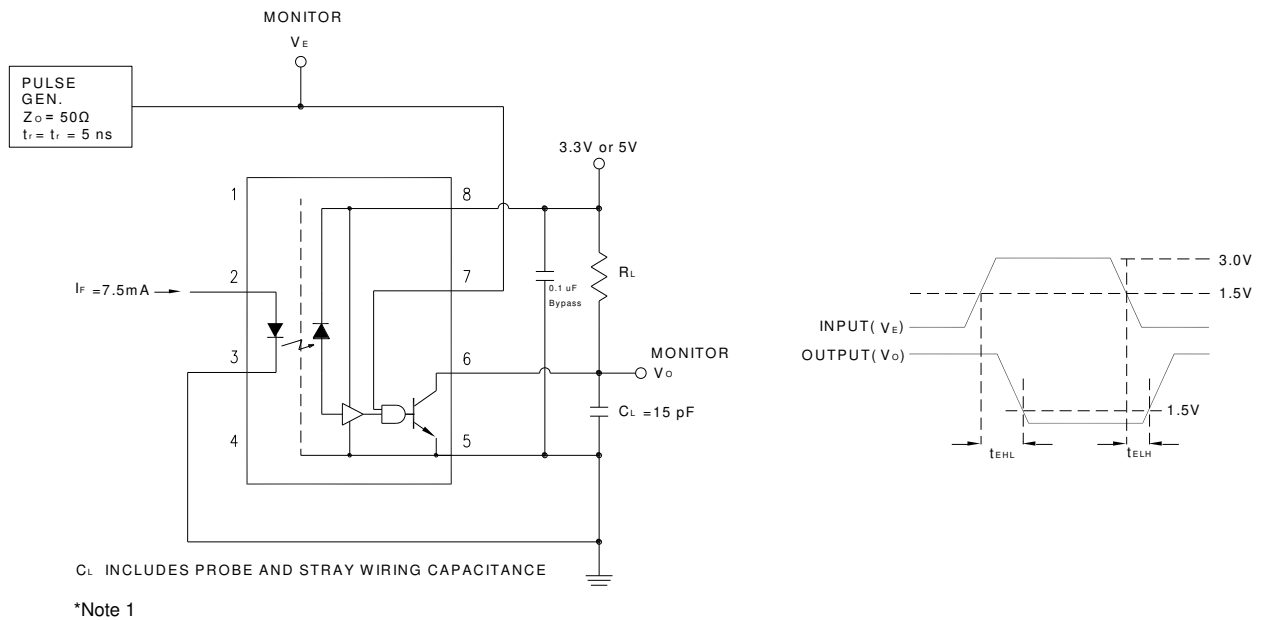 MONITOR
VE
PULSE
GEN.
ZO= 50Ω
tr= tr = 5 ns
3.3V or 5V
1
8
2
7
IF =7.5mA
0.1 uF
Bypass
RL
3
6
MONITOR
VO
CL =15 pF
4
5
3.0V
1.5V
INPUT( VE)
OUTPUT( VO)
1.5V
tEHL
tELH
CL INCLUDES PROBE AND STRAY WIRING CAPACITANCE
*Note 1